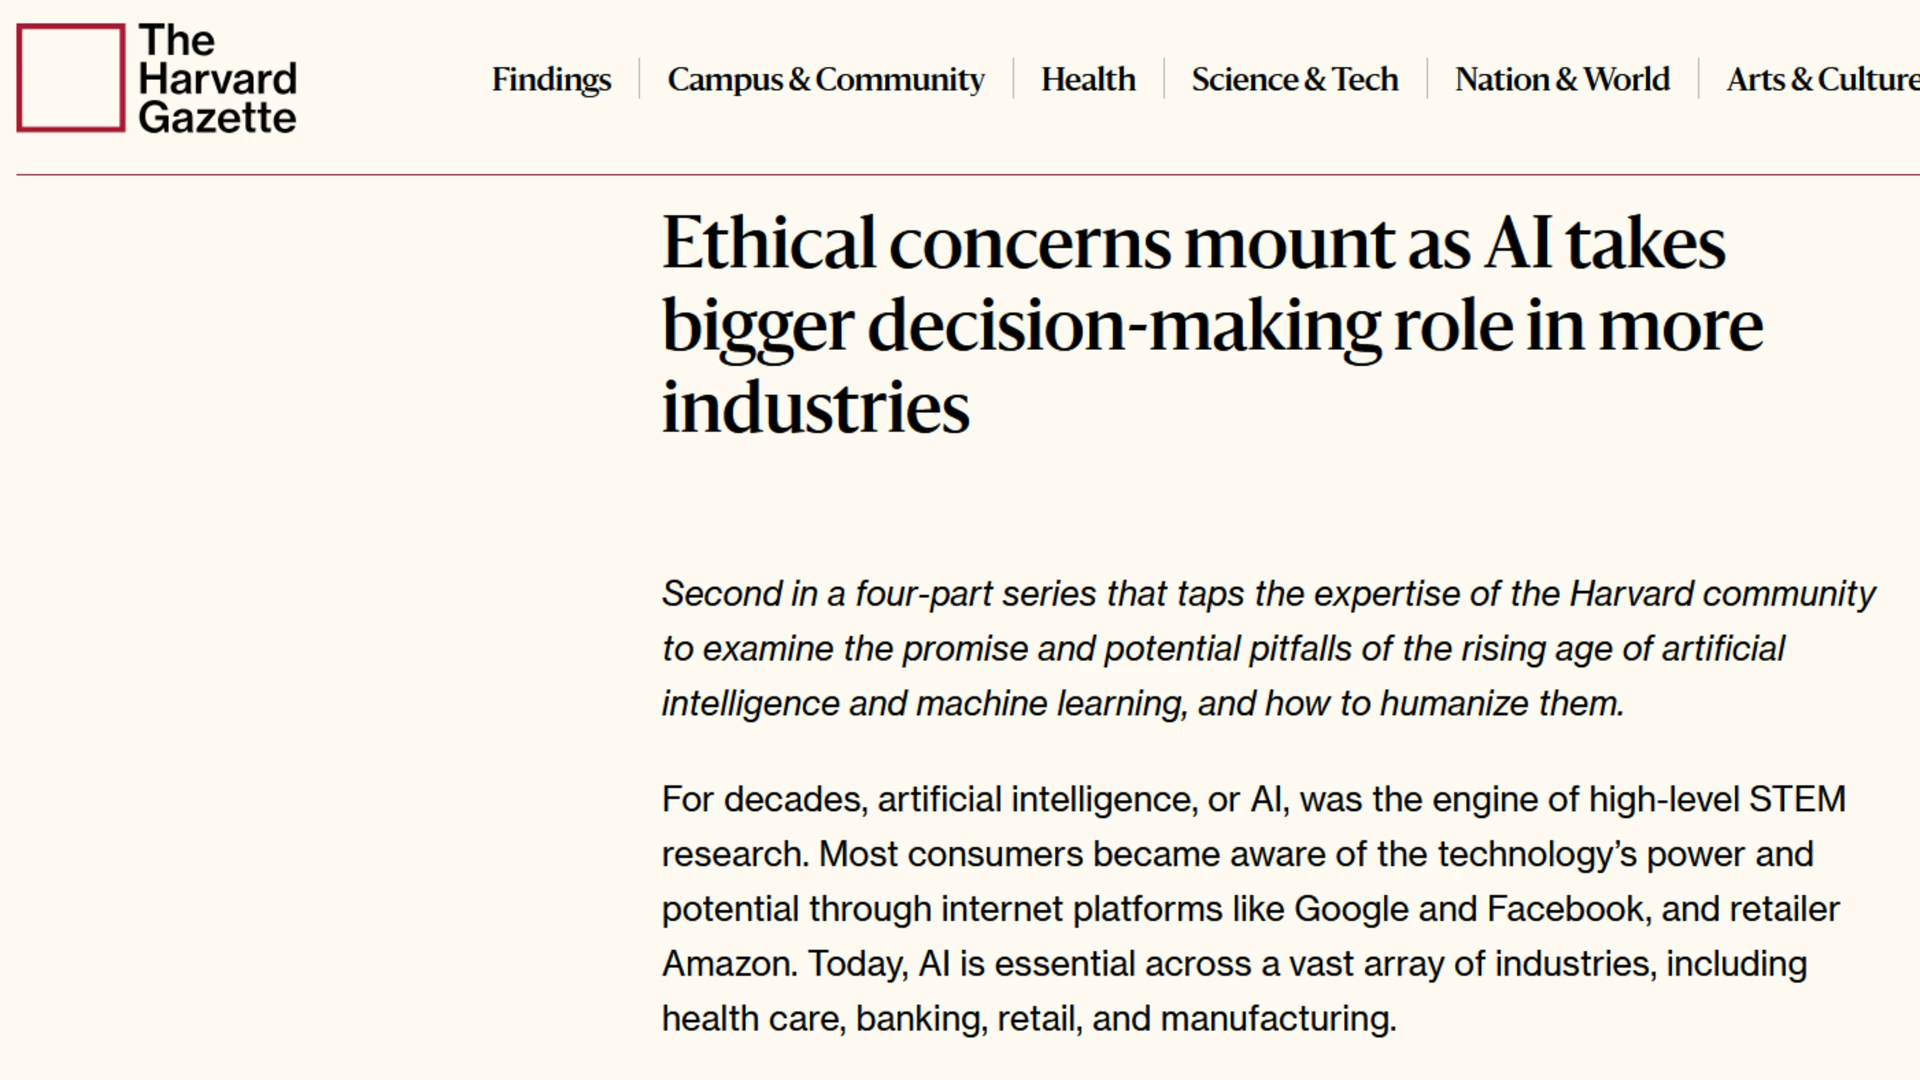 The
Harvard
Gazette
Findings
Campus & Community
Health
Science & Tech
Nation & World
Arts & Culture
Ethical concerns mount as AI takes
bigger decision-making role in more
industries
Second in a four-part series that taps the expertise of the Harvard community
to examine the promise and potential pitfalls of the rising age of artificial
intelligence and machine learning, and how to humanize them.
For decades, artificial intelligence, or AI, was the engine of high-level STEM
research. Most consumers became aware of the technology’s power and
potential through internet platforms like Google and Facebook, and retailer
Amazon. Today, AI is essential across a vast array of industries, including
health care, banking, retail, and manufacturing.